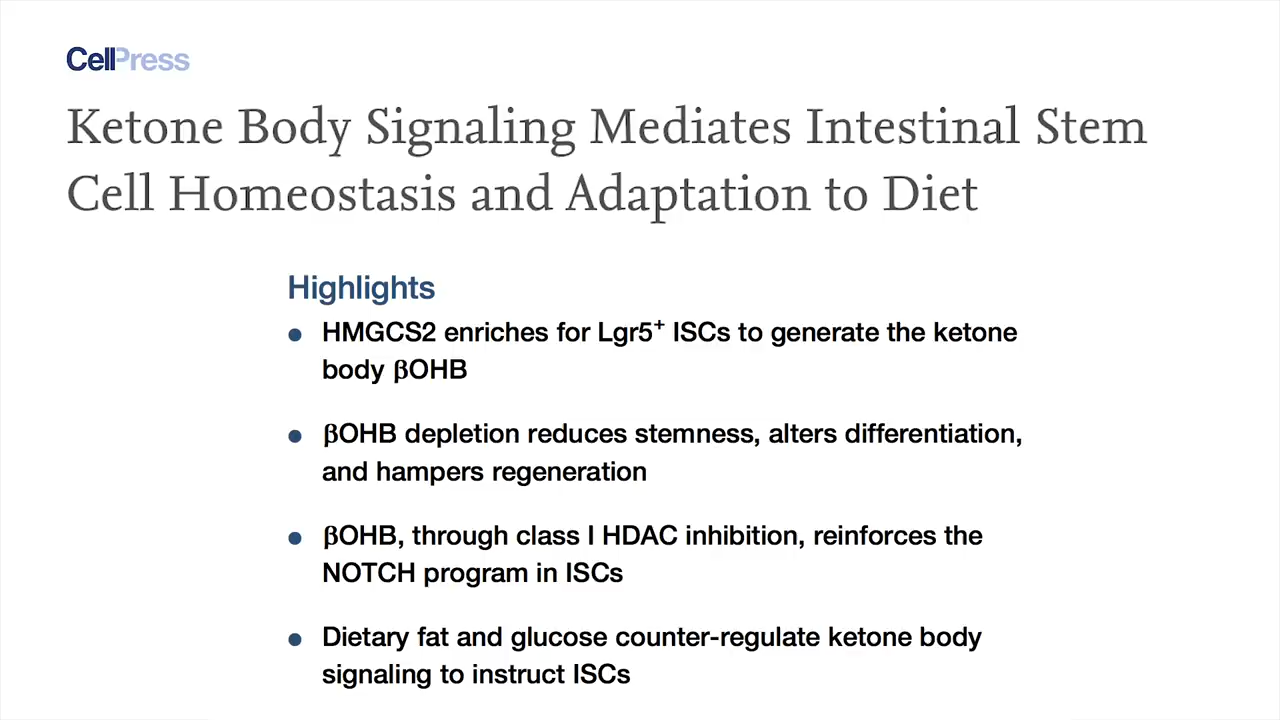 CellPress
Ketone Body Signaling Mediates Intestinal Stem
Cell Homeostasis and Adaptation to Diet
Highlights
● HMGCS2 enriches for Lgr5⁺ ISCs to generate the ketone
body βOHB
● βOHB depletion reduces stemness, alters differentiation,
and hampers regeneration
● βOHB, through class I HDAC inhibition, reinforces the
NOTCH program in ISCs
● Dietary fat and glucose counter-regulate ketone body
signaling to instruct ISCs